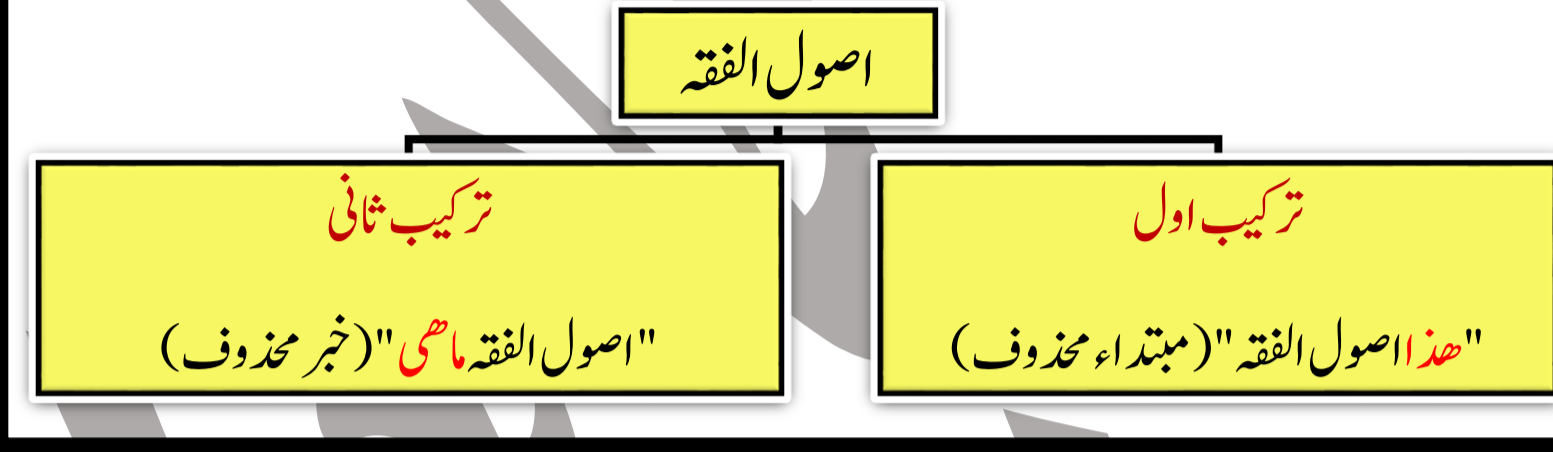 اصول الفقہ
ترکیب اول
"ھذا اصول الفقہ" (مبتداء محذوف)
ترکیب ثانی
"اصول الفقہ ماھی" (خبر محذوف)